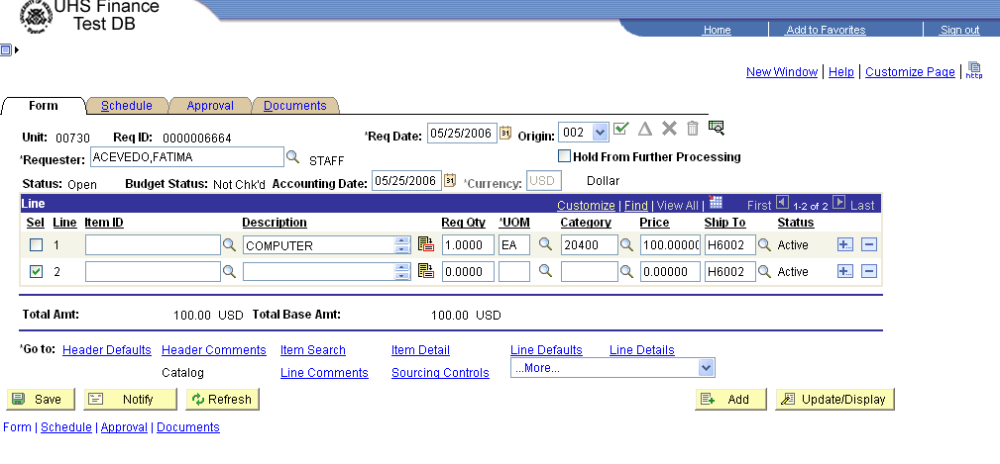 UHS Finance
Test DB
Home | Add to Favorites | Sign out
New Window | Help | Customize Page | http
Form Schedule Approval Documents
Unit: 00730 Req ID: 0000006664 *Req Date: 05/25/2006 31 Origin: 002
*Requester: ACEVEDO,FATIMA STAFF Hold From Further Processing
Status: Open Budget Status: Not Chk'd Accounting Date: 05/25/2006 31 *Currency: USD Dollar
Line Customize | Find | View All | First 1-2 of 2 Last
Sel Line Item ID Description Req Qty *UOM Category Price Ship To Status
1 COMPUTER 1.0000 EA 20400 100.00000 H6002 Active
2 0.0000 0.00000 H6002 Active
Total Amt: 100.00 USD Total Base Amt: 100.00 USD
*Go to: Header Defaults Header Comments Item Search Item Detail Line Defaults Line Details
Catalog Line Comments Sourcing Controls ...More...
Save Notify Refresh Add Update/Display
Form | Schedule | Approval | Documents